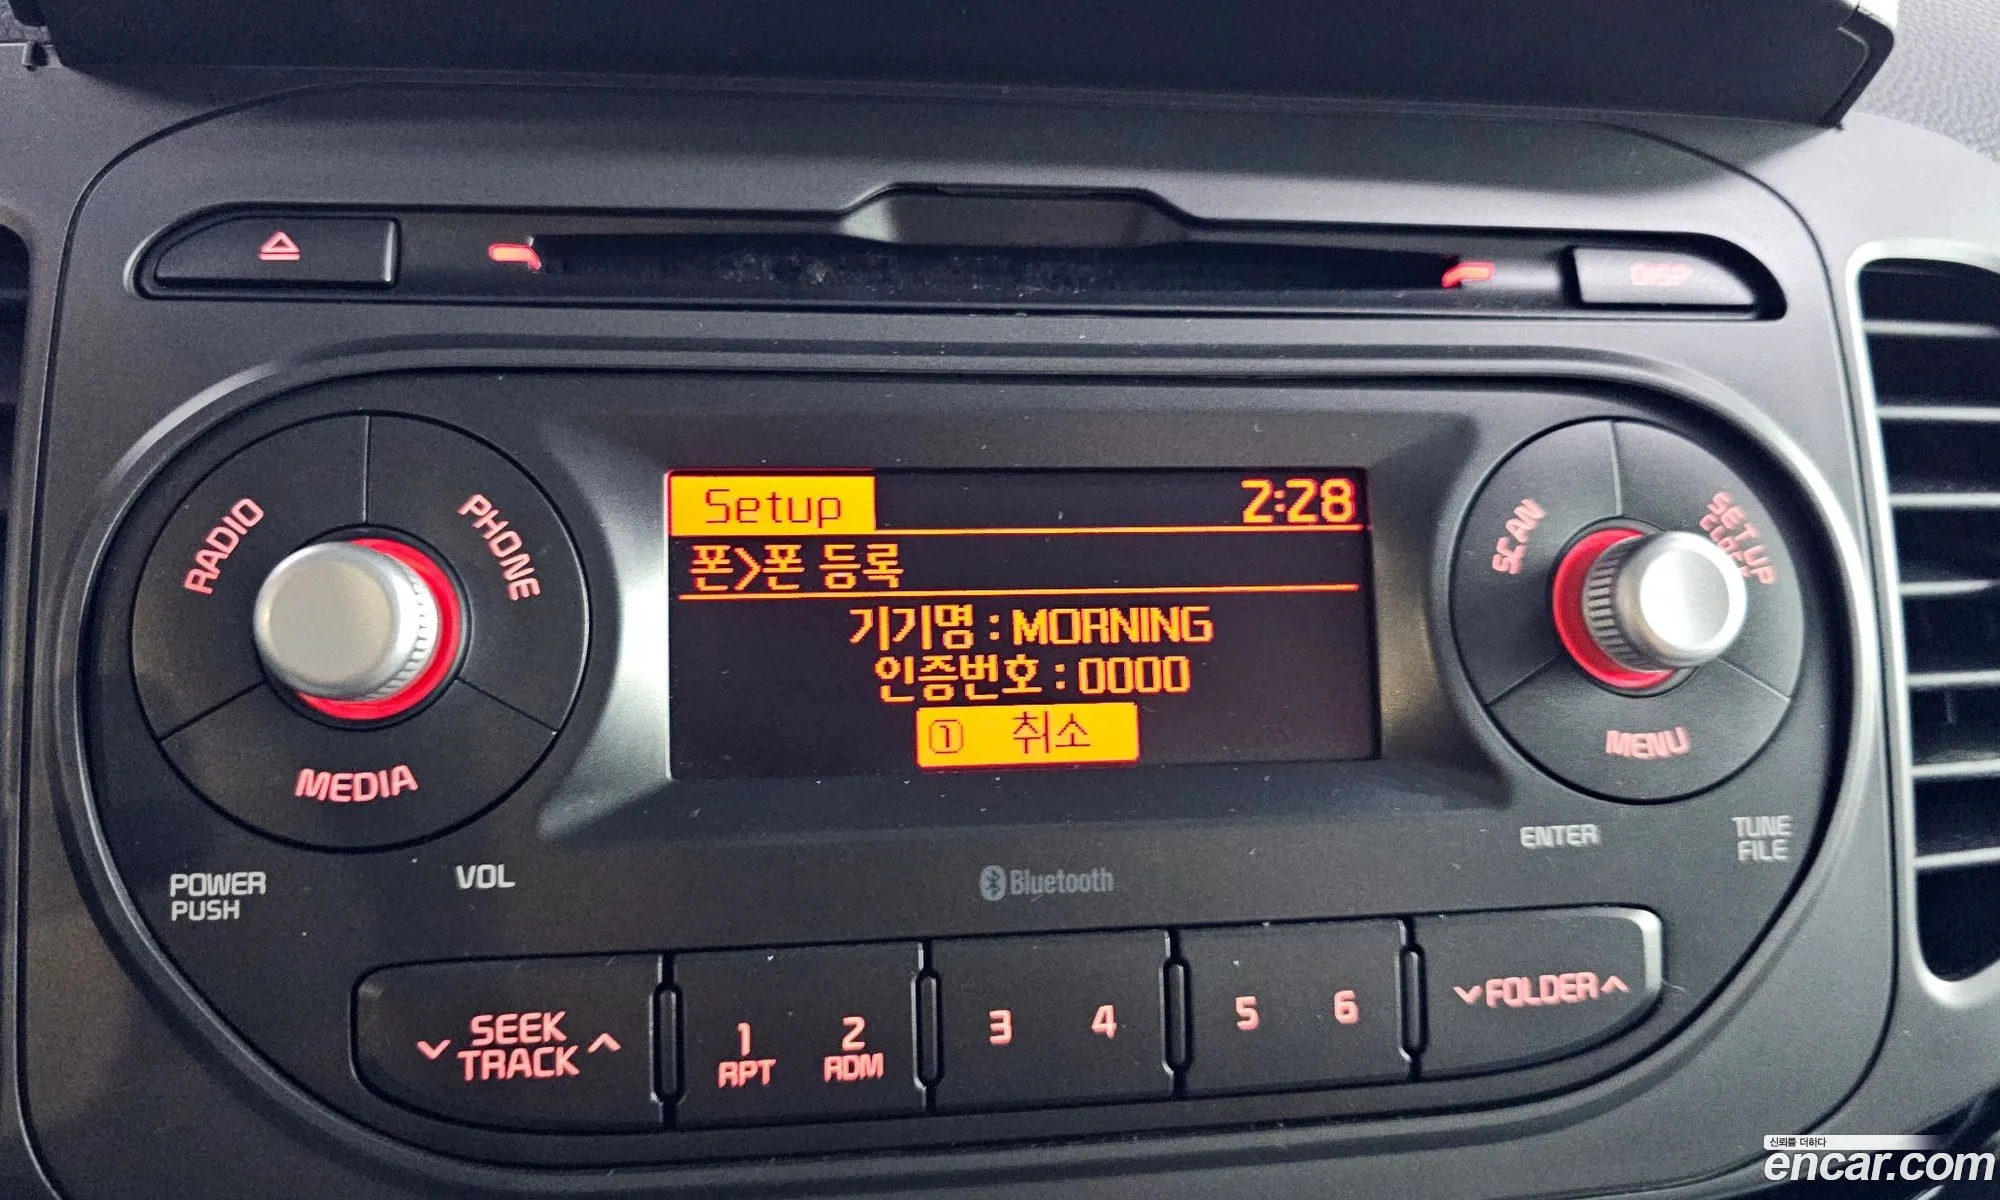 DISP
Setup 2:28
폰>폰 등록
기기명 : MORNING
인증번호 : 0000
① 취소
RADIO
PHONE
MEDIA
SCAN
SETUP
CLOCK
MENU
POWER
PUSH
VOL
ENTER
TUNE
FILE
Bluetooth
SEEK
TRACK
1
RPT
2
RDM
3
4
5
6
FOLDER
신뢰를 더하다
encar.com